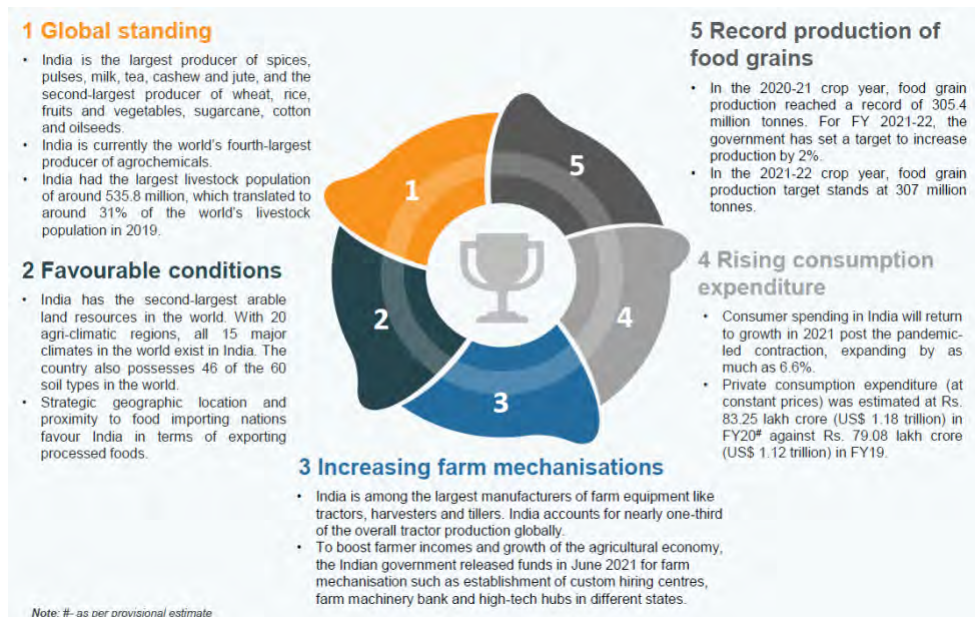 1 Global standing
• India is the largest producer of spices,
pulses, milk, tea, cashew and jute, and the
second-largest producer of wheat, rice,
fruits and vegetables, sugarcane, cotton
and oilseeds.
• India is currently the world's fourth-largest
producer of agrochemicals.
• India had the largest livestock population
of around 535.8 million, which translated to
around 31% of the world's livestock
population in 2019.
2 Favourable conditions
• India has the second-largest arable
land resources in the world. With 20
agri-climatic regions, all 15 major
climates in the world exist in India. The
country also possesses 46 of the 60
soil types in the world.
• Strategic geographic location and
proximity to food importing nations
favour India in terms of exporting
processed foods.
1
2
3
4
5
3 Increasing farm mechanisations
• India is among the largest manufacturers of farm equipment like
tractors, harvesters and tillers. India accounts for nearly one-third
of the overall tractor production globally.
• To boost farmer incomes and growth of the agricultural economy,
the Indian government released funds in June 2021 for farm
mechanisation such as establishment of custom hiring centres,
farm machinery bank and high-tech hubs in different states.
5 Record production of
food grains
• In the 2020-21 crop year, food grain
production reached a record of 305.4
million tonnes. For FY 2021-22, the
government has set a target to increase
production by 2%.
• In the 2021-22 crop year, food grain
production target stands at 307 million
tonnes.
4 Rising consumption
expenditure
• Consumer spending in India will return
to growth in 2021 post the pandemic-
led contraction, expanding by as
much as 6.6%.
• Private consumption expenditure (at
constant prices) was estimated at Rs.
83.25 lakh crore (US$ 1.18 trillion) in
FY20# against Rs. 79.08 lakh crore
(US$ 1.12 trillion) in FY19.
Note: #- as per provisional estimate